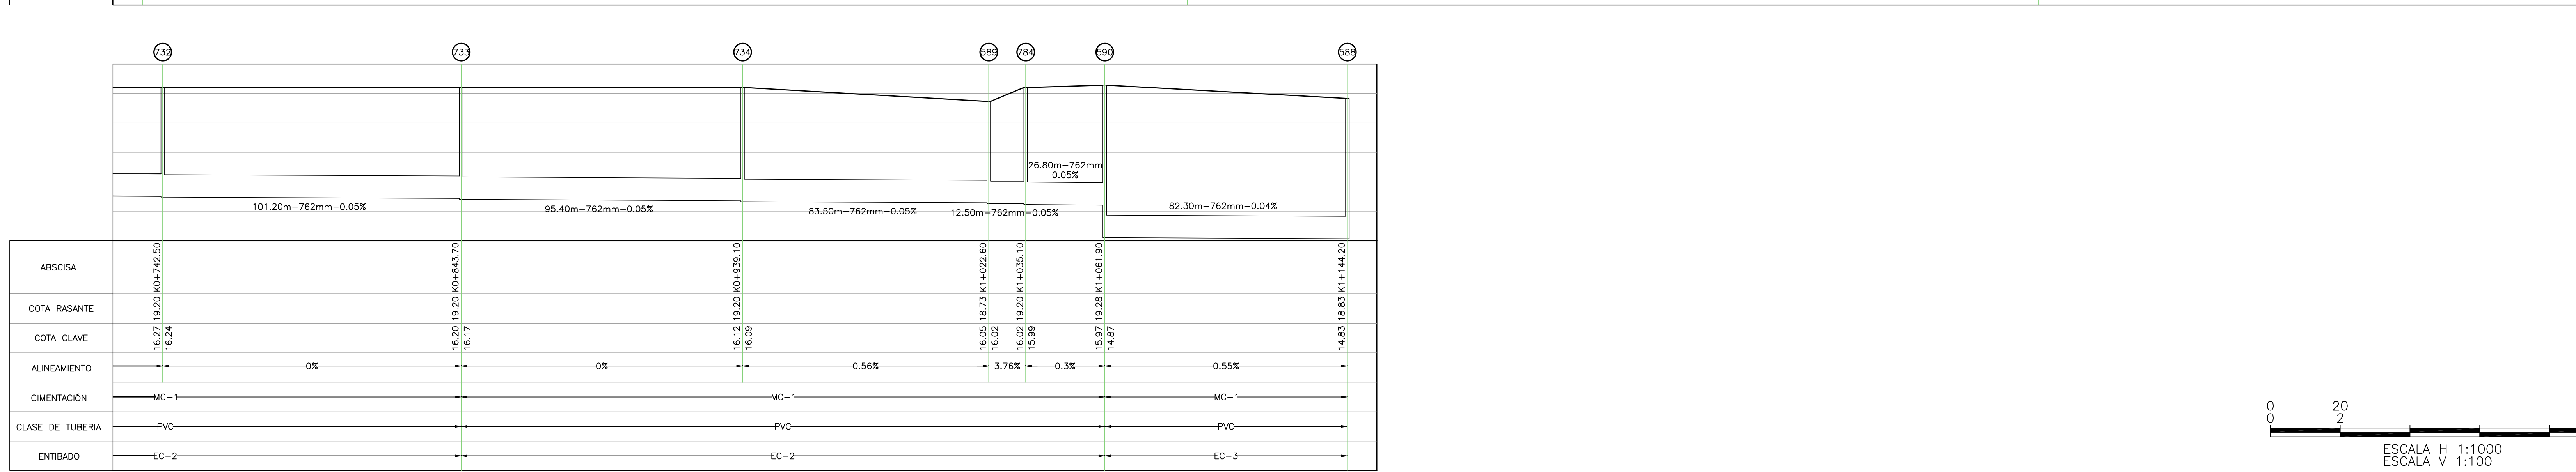 732 733 734 589 784 590 588
26.80m-762mm
0.05%
101.20m-762mm-0.05%
95.40m-762mm-0.05%
83.50m-762mm-0.05%
12.50m-762mm-0.05%
82.30m-762mm-0.04%
ABSCISA
K0+742.50 K0+843.70 K0+939.10 K1+022.60 K1+035.10 K1+061.90 K1+144.20
COTA RASANTE
19.20 19.20 19.20 18.73 19.20 19.28 18.83
COTA CLAVE
16.27 16.24 16.20 16.17 16.12 16.09 16.05 16.02 16.02 15.99 15.97 14.87 14.83
ALINEAMIENTO
0% 0% 0.56% 3.76% 0.3% 0.55%
CIMENTACIÓN
MC-1 MC-1 MC-1
CLASE DE TUBERIA
PVC PVC PVC
ENTIBADO
EC-2 EC-2 EC-3
0 20
0 2
ESCALA H 1:1000
ESCALA V 1:100